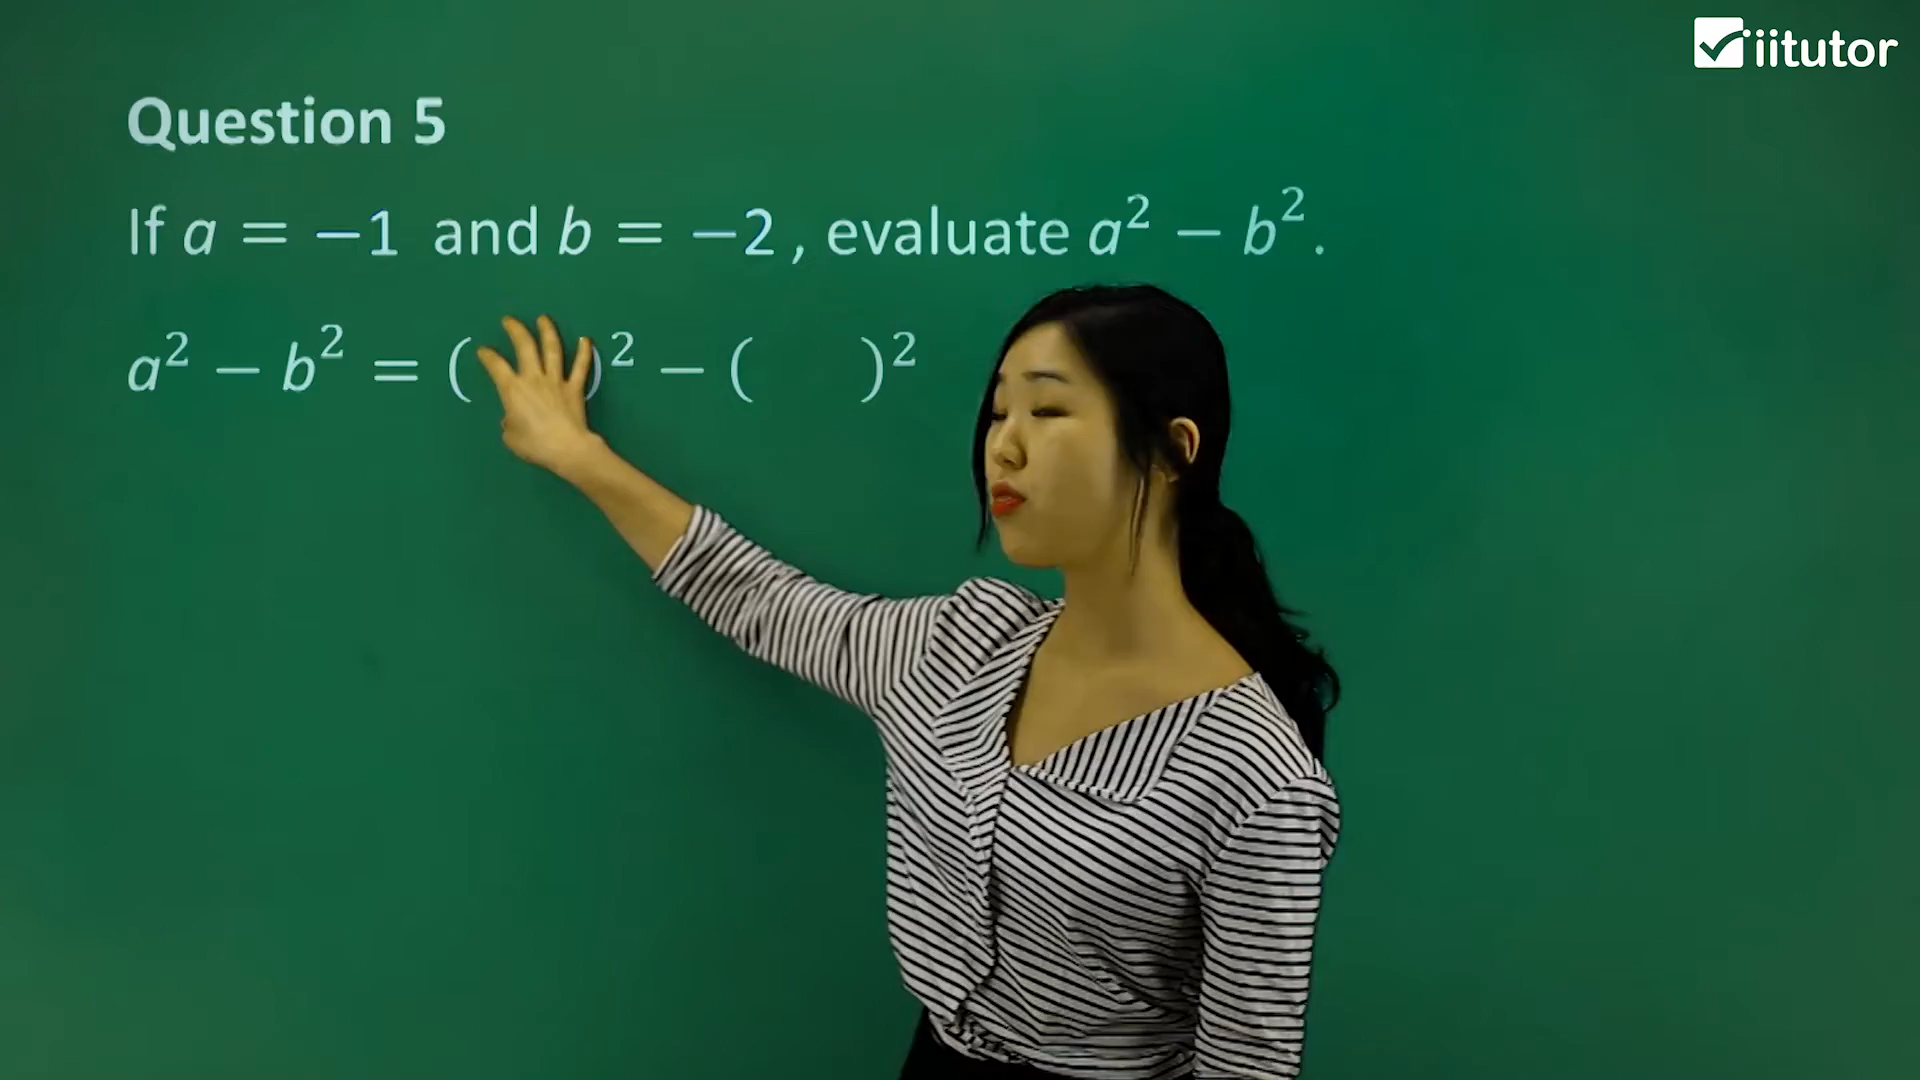 iitutor
Question 5
If a = −1 and b = −2 , evaluate a² − b².
a² − b² = ( )² − ( )²